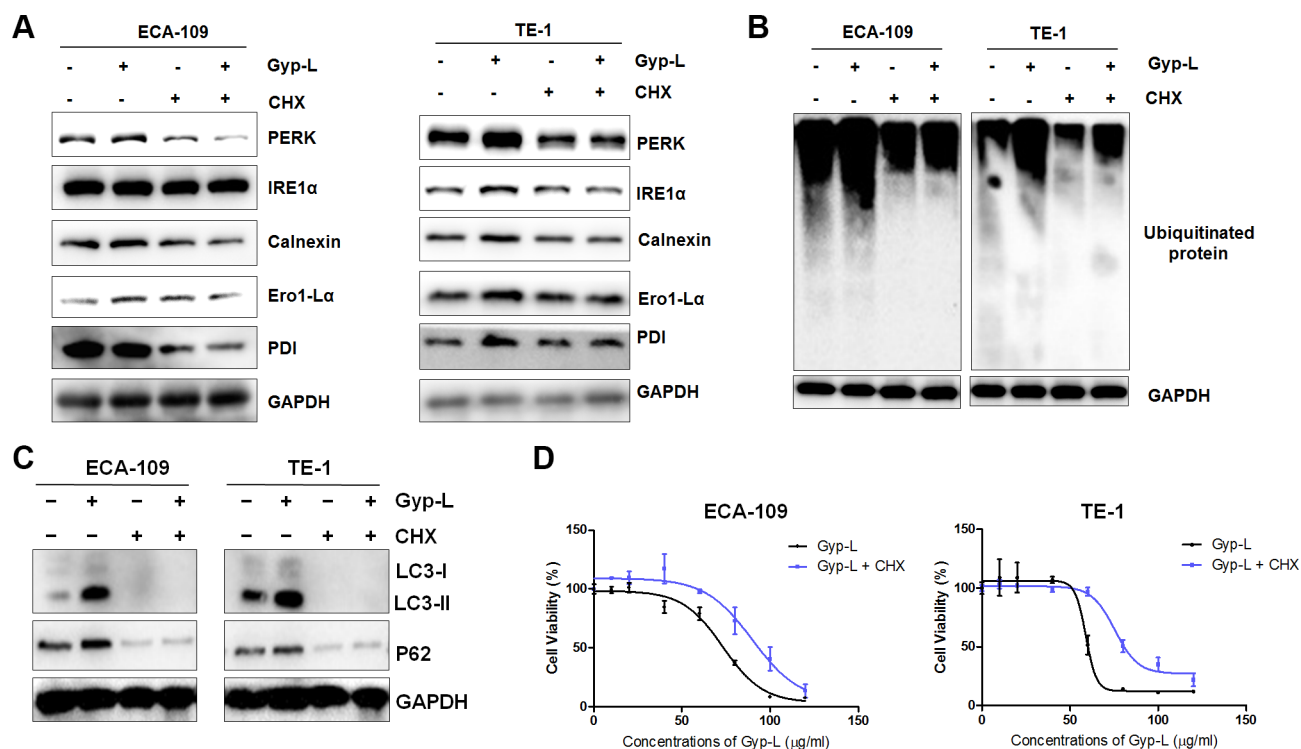 A
ECA-109
- + - + Gyp-L
- - + + CHX
PERK
IRE1α
Calnexin
Ero1-Lα
PDI
GAPDH
TE-1
- + - + Gyp-L
- - + + CHX
PERK
IRE1α
Calnexin
Ero1-Lα
PDI
GAPDH
B
ECA-109 TE-1
- + - + - + - + Gyp-L
- - + + - - + + CHX
Ubiquitinated
protein
GAPDH
C
ECA-109 TE-1
– + – + – + – + Gyp-L
– – + + – – + + CHX
LC3-I
LC3-II
P62
GAPDH
D
ECA-109
Gyp-L
Gyp-L + CHX
Cell Viability (%)
150
100
50
0
0 50 100 150
Concentrations of Gyp-L (μg/ml)
TE-1
Gyp-L
Gyp-L + CHX
Cell Viability (%)
150
100
50
0
0 50 100 150
Concentrations of Gyp-L (μg/ml)